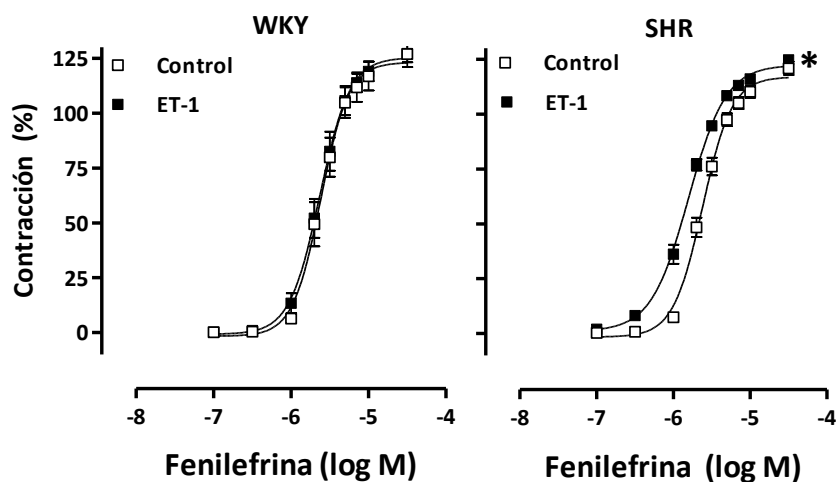 WKY
125
100
75
50
25
0
Contracción (%)
Control
ET-1
-8 -7 -6 -5 -4
Fenilefrina (log M)
SHR
Control
ET-1
*
-8 -7 -6 -5 -4
Fenilefrina (log M)